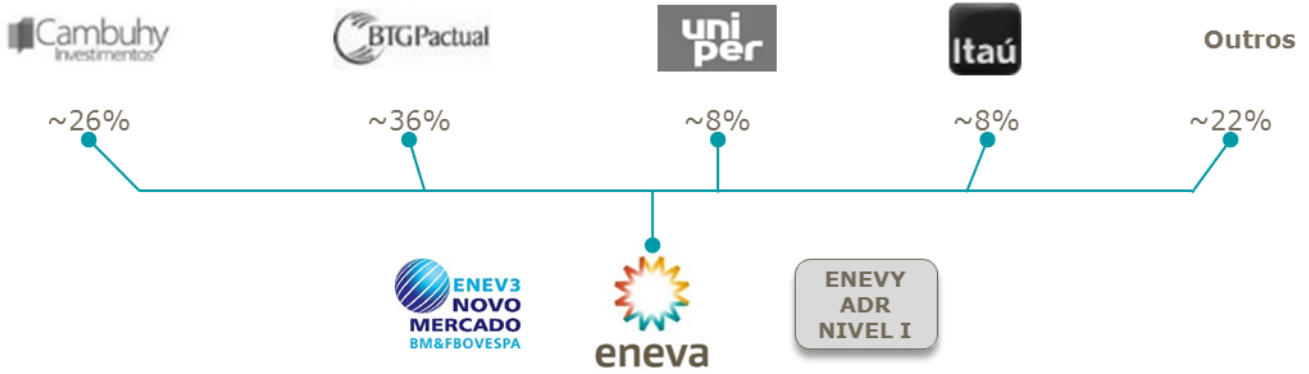 Cambuhy
Investimentos
BTGPactual
uni
per
Itaú
Outros
~26%
~36%
~8%
~8%
~22%
ENEV3
NOVO
MERCADO
BM&FBOVESPA
eneva
ENEVY
ADR
NIVEL I